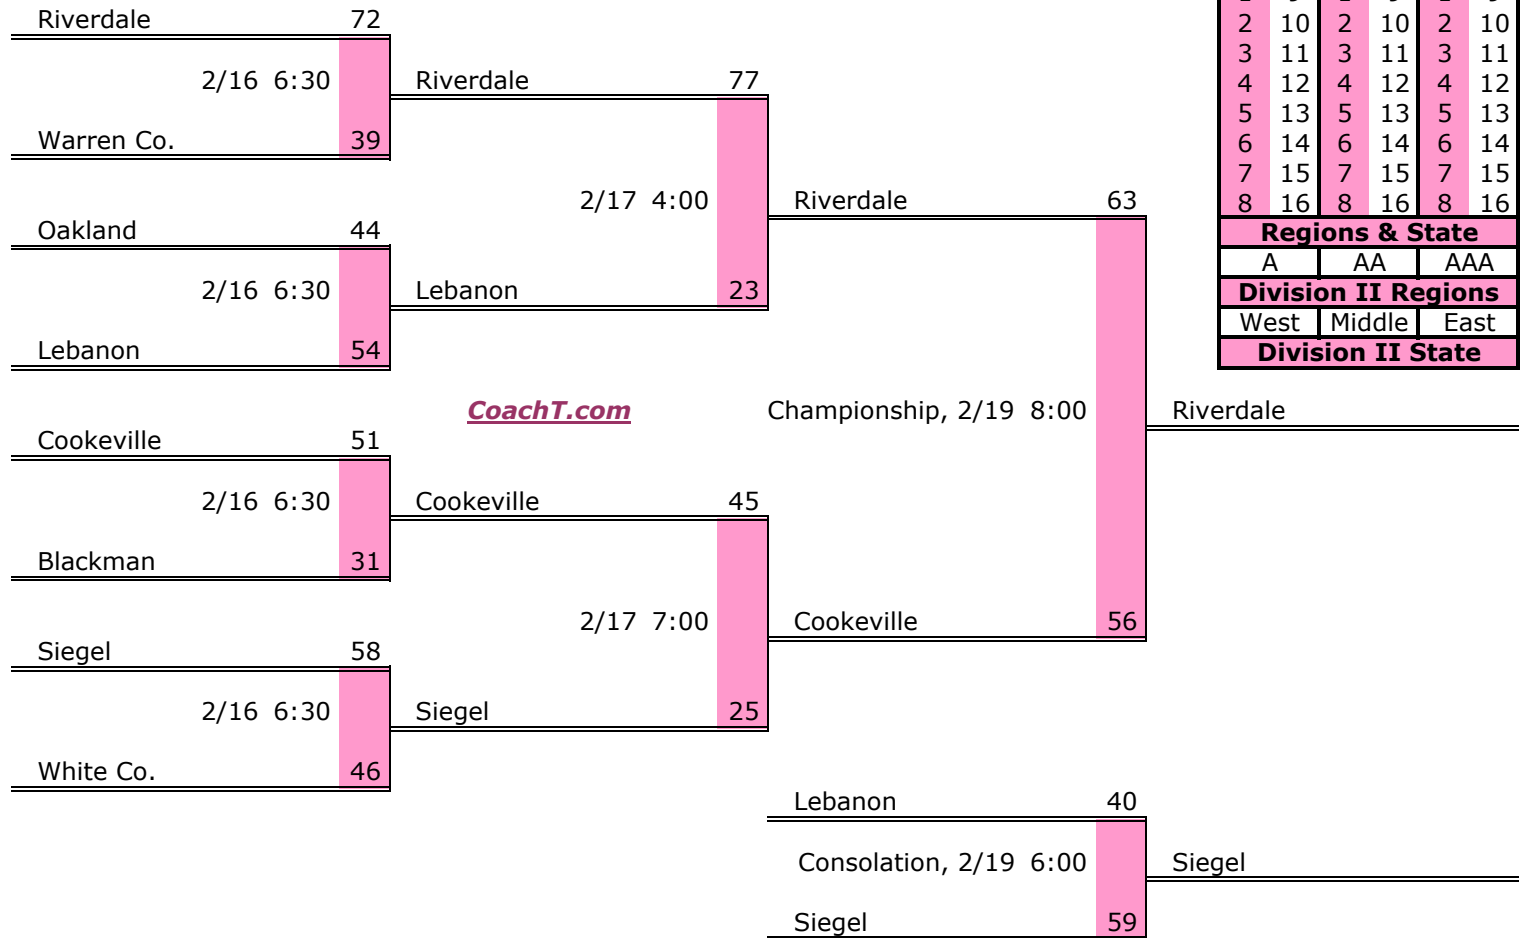 Riverdale 72
2/16 6:30
Warren Co. 39
Oakland 44
2/16 6:30
Lebanon 54
Cookeville 51
2/16 6:30
Blackman 31
Siegel 58
2/16 6:30
White Co. 46
Riverdale 77
2/17 4:00
Lebanon 23
CoachT.com
Cookeville 45
2/17 7:00
Siegel 25
Riverdale 63
Championship, 2/19 8:00
Cookeville 56
Riverdale
Lebanon 40
Consolation, 2/19 6:00
Siegel 59
Siegel
1 9 1 9 1 9
2 10 2 10 2 10
3 11 3 11 3 11
4 12 4 12 4 12
5 13 5 13 5 13
6 14 6 14 6 14
7 15 7 15 7 15
8 16 8 16 8 16
Regions & State
A AA AAA
Division II Regions
West Middle East
Division II State